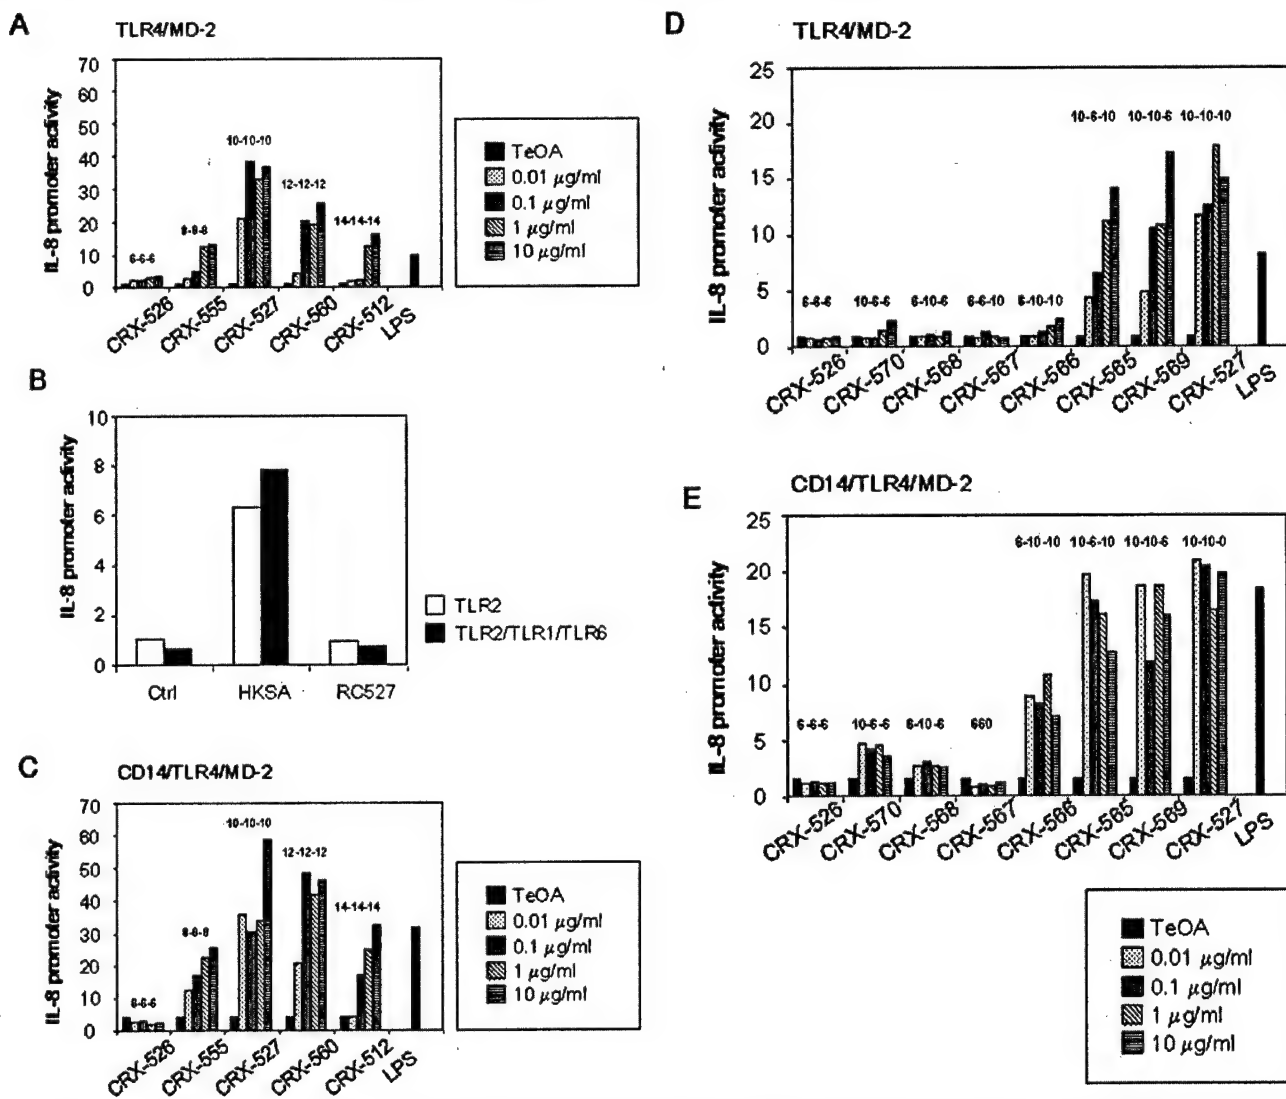 A
TLR4/MD-2
IL-8 promoter activity
70
60
50
40
30
20
10
0
6-6-6
8-8-8
10-10-10
12-12-12
14-14-14
CRX-526
CRX-555
CRX-527
CRX-560
CRX-512
LPS
TeOA
0.01 µg/ml
0.1 µg/ml
1 µg/ml
10 µg/ml
B
IL-8 promoter activity
10
8
6
4
2
0
Ctrl
HKSA
RC527
TLR2
TLR2/TLR1/TLR6
C
CD14/TLR4/MD-2
IL-8 promoter activity
70
60
50
40
30
20
10
0
6-6-6
8-8-8
10-10-10
12-12-12
14-14-14
CRX-526
CRX-555
CRX-527
CRX-560
CRX-512
LPS
TeOA
0.01 µg/ml
0.1 µg/ml
1 µg/ml
10 µg/ml
D
TLR4/MD-2
IL-8 promoter activity
25
20
15
10
5
0
6-6-6
10-6-6
6-10-6
6-6-10
6-10-10
10-6-10
10-10-6
10-10-10
CRX-526
CRX-570
CRX-568
CRX-567
CRX-566
CRX-565
CRX-569
CRX-527
LPS
E
CD14/TLR4/MD-2
IL-8 promoter activity
25
20
15
10
5
0
6-6-6
10-6-6
6-10-6
660
6-10-10
10-6-10
10-10-6
10-10-0
CRX-526
CRX-570
CRX-568
CRX-567
CRX-566
CRX-565
CRX-569
CRX-527
LPS
TeOA
0.01 µg/ml
0.1 µg/ml
1 µg/ml
10 µg/ml